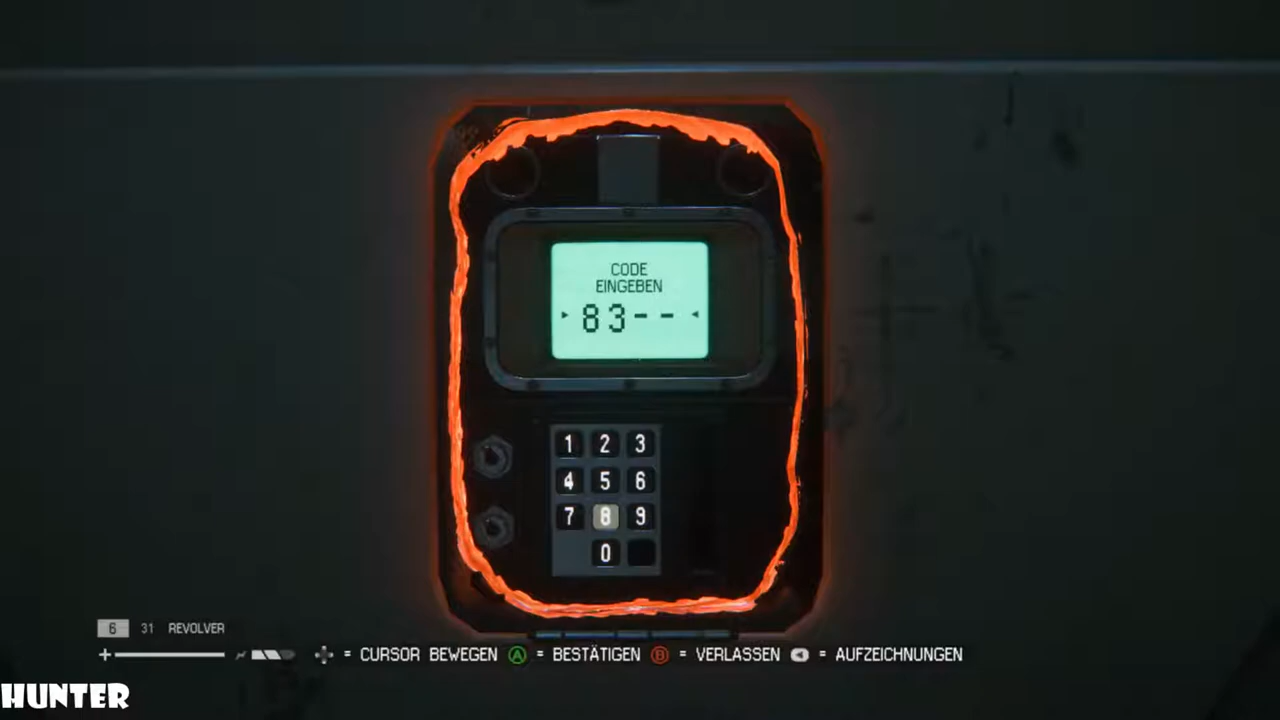 CODE
EINGEBEN
83--
1 2 3
4 5 6
7 8 9
0
6 31 REVOLVER
= CURSOR BEWEGEN A = BESTÄTIGEN B = VERLASSEN = AUFZEICHNUNGEN
HUNTER